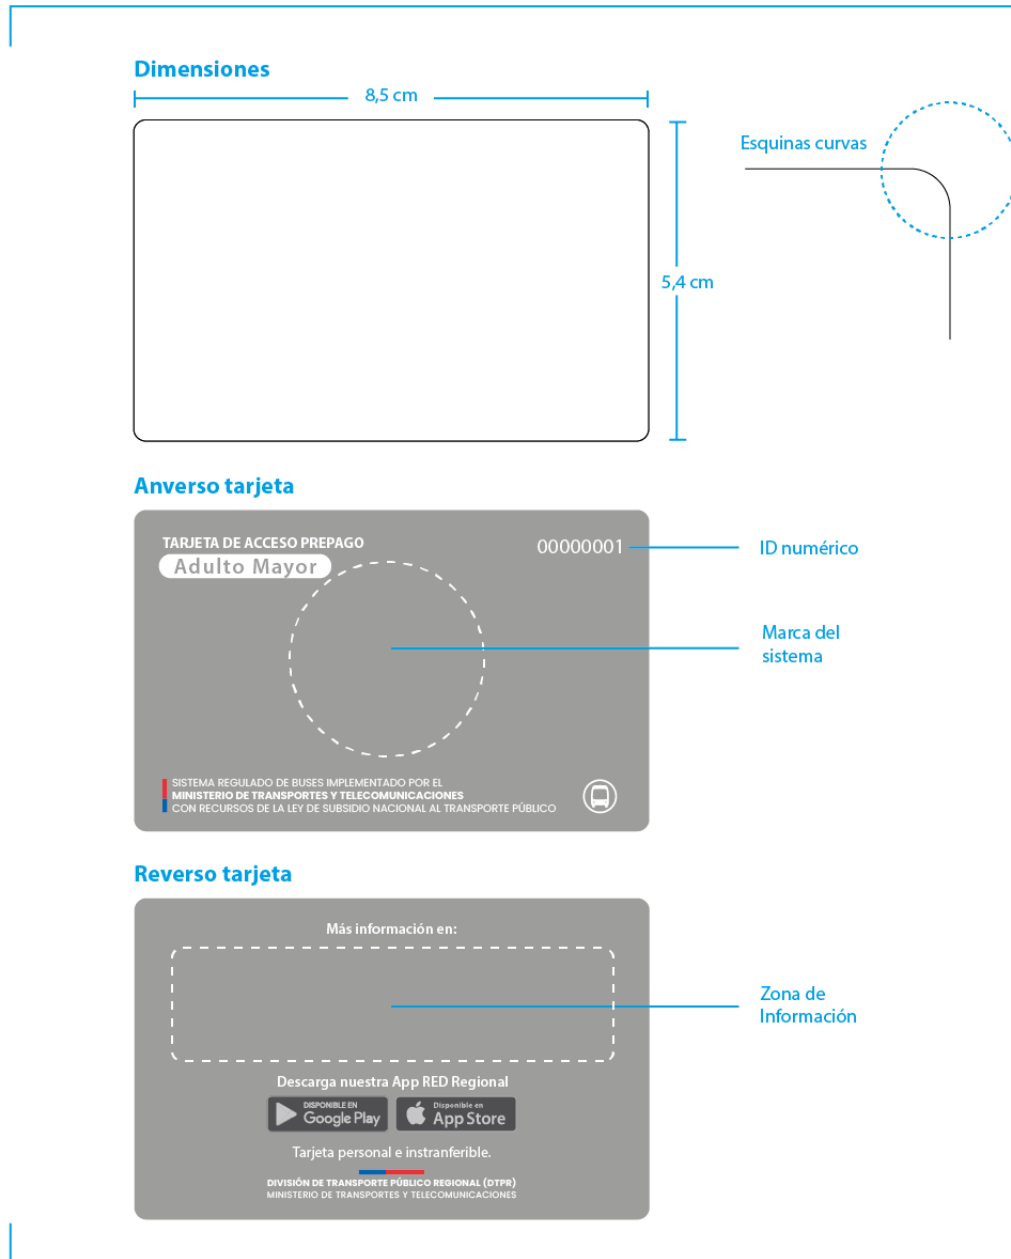 Dimensiones
8,5 cm
Esquinas curvas
5,4 cm
Anverso tarjeta
TARJETA DE ACCESO PREPAGO
Adulto Mayor
00000001
ID numérico
Marca del
sistema
SISTEMA REGULADO DE BUSES IMPLEMENTADO POR EL
MINISTERIO DE TRANSPORTES Y TELECOMUNICACIONES
CON RECURSOS DE LA LEY DE SUBSIDIO NACIONAL AL TRANSPORTE PÚBLICO
Reverso tarjeta
Más información en:
Zona de
Información
Descarga nuestra App RED Regional
DISPONIBLE EN
Google Play
Disponible en
App Store
Tarjeta personal e instranferible.
DIVISIÓN DE TRANSPORTE PÚBLICO REGIONAL (DTPR)
MINISTERIO DE TRANSPORTES Y TELECOMUNICACIONES